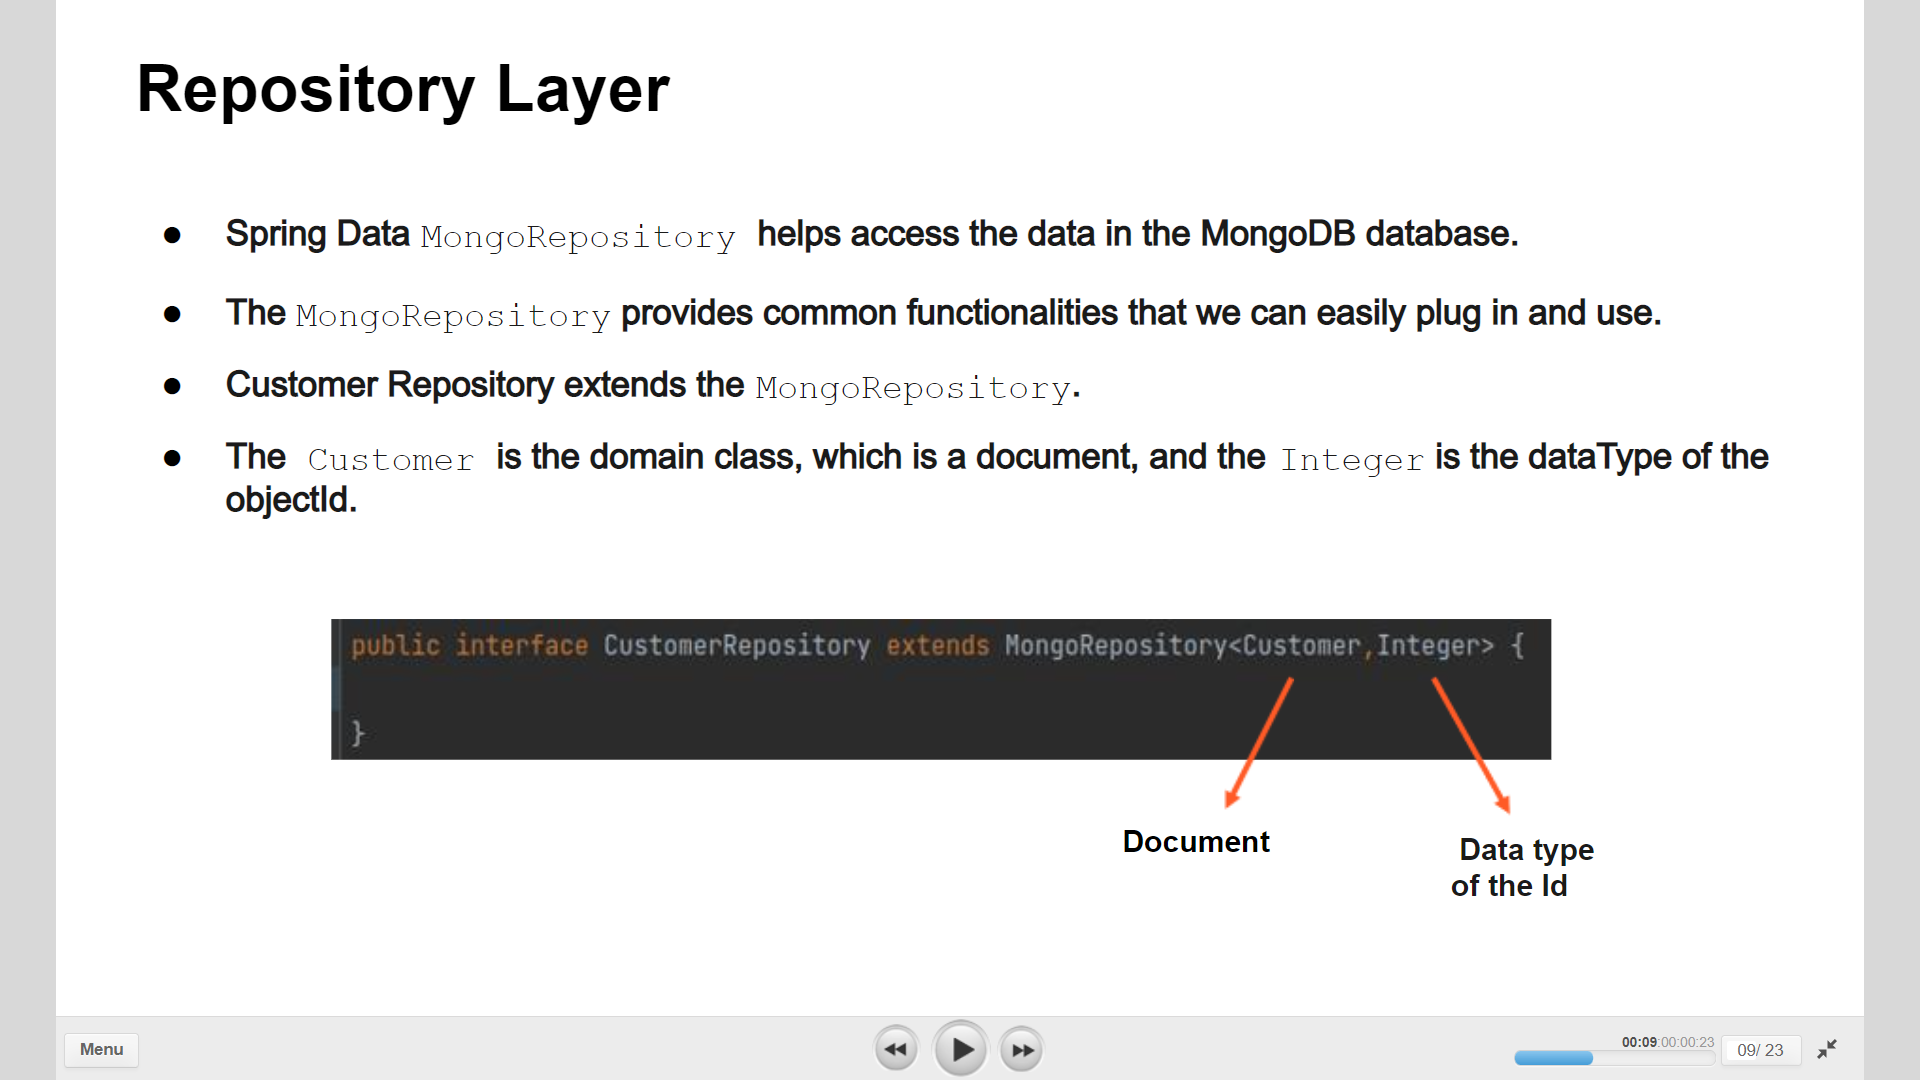 Repository Layer
● Spring Data MongoRepository helps access the data in the MongoDB database.
● The MongoRepository provides common functionalities that we can easily plug in and use.
● Customer Repository extends the MongoRepository.
● The Customer is the domain class, which is a document, and the Integer is the dataType of the
objectId.
public interface CustomerRepository extends MongoRepository<Customer,Integer> {
}
Document
Data type
of the Id
Menu
00:09:00:00:23
09/ 23